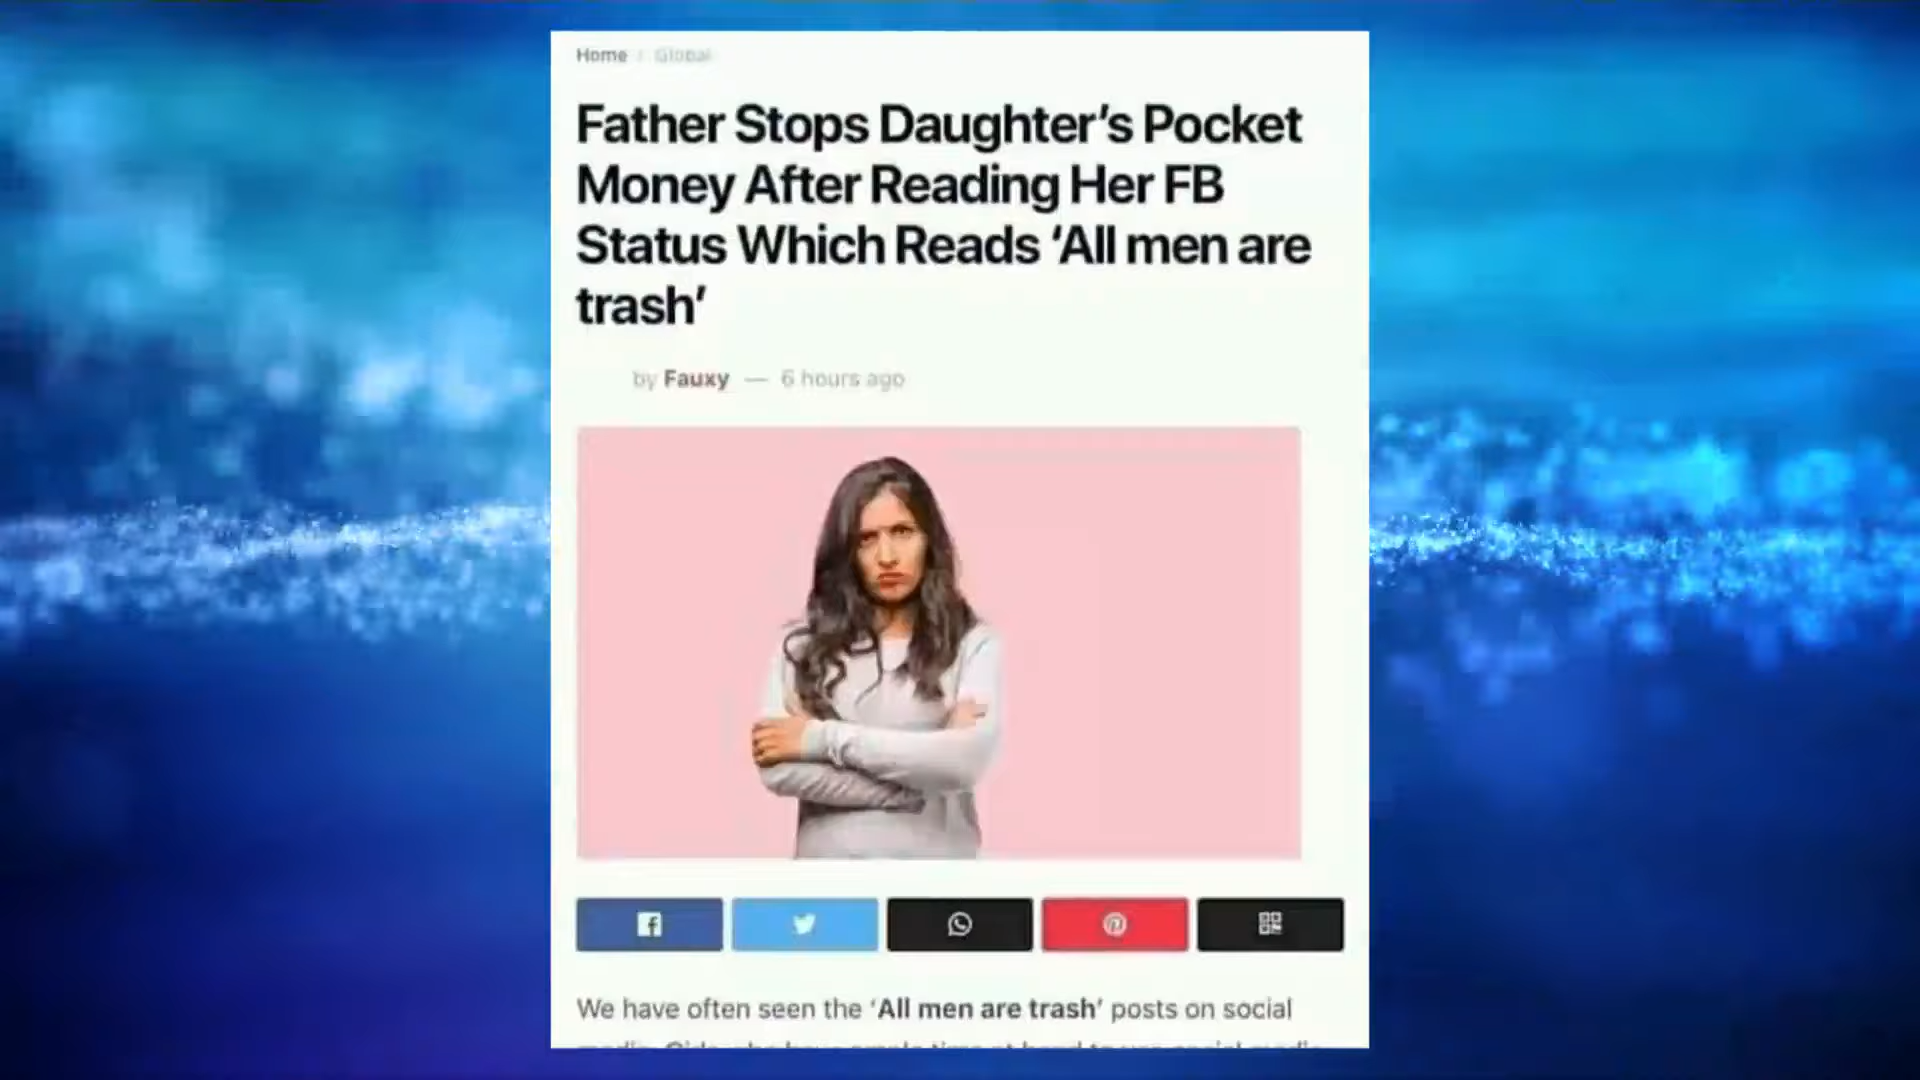 Home / Global
Father Stops Daughter’s Pocket
Money After Reading Her FB
Status Which Reads ‘All men are
trash’
by Fauxy — 6 hours ago
We have often seen the ‘All men are trash’ posts on social